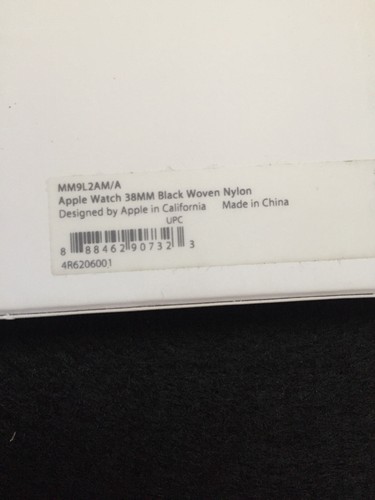 MM9L2AM/A
Apple Watch 38MM Black Woven Nylon
Designed by Apple in California Made in China
UPC
8 88462 90732 3
4R6206001